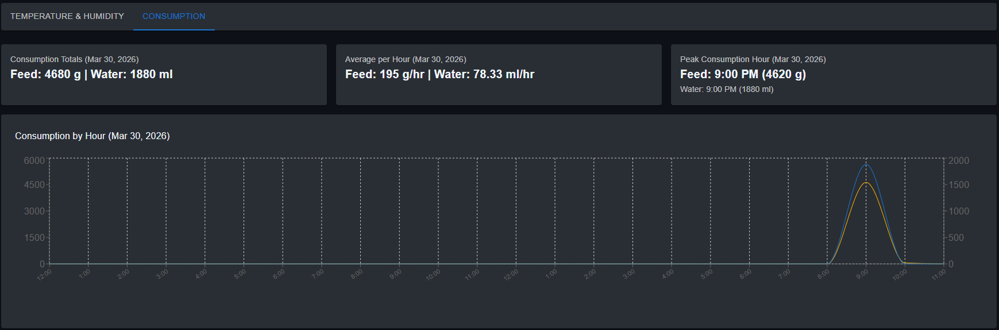 TEMPERATURE & HUMIDITY CONSUMPTION
Consumption Totals (Mar 30, 2026)
Feed: 4680 g | Water: 1880 ml
Average per Hour (Mar 30, 2026)
Feed: 195 g/hr | Water: 78.33 ml/hr
Peak Consumption Hour (Mar 30, 2026)
Feed: 9:00 PM (4620 g)
Water: 9:00 PM (1880 ml)
Consumption by Hour (Mar 30, 2026)
6000 2000
4500 1500
3000 1000
1500 500
0 0
12:00 1:00 2:00 3:00 4:00 5:00 6:00 7:00 8:00 9:00 10:00 11:00 12:00 1:00 2:00 3:00 4:00 5:00 6:00 7:00 8:00 9:00 10:00 11:00